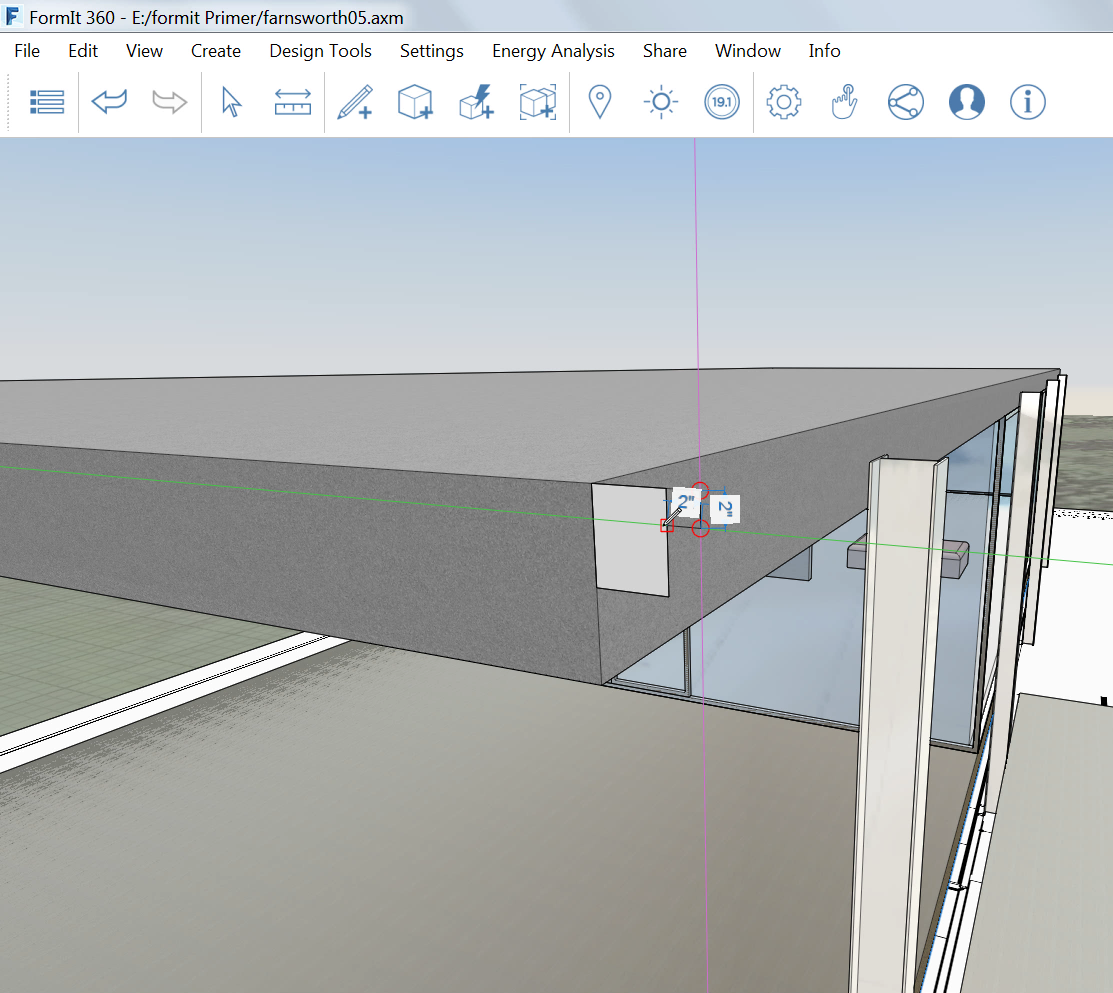 FormIt 360 - E:/formit Primer/farnsworth05.axm
File Edit View Create Design Tools Settings Energy Analysis Share Window Info
19.1
2"
2"